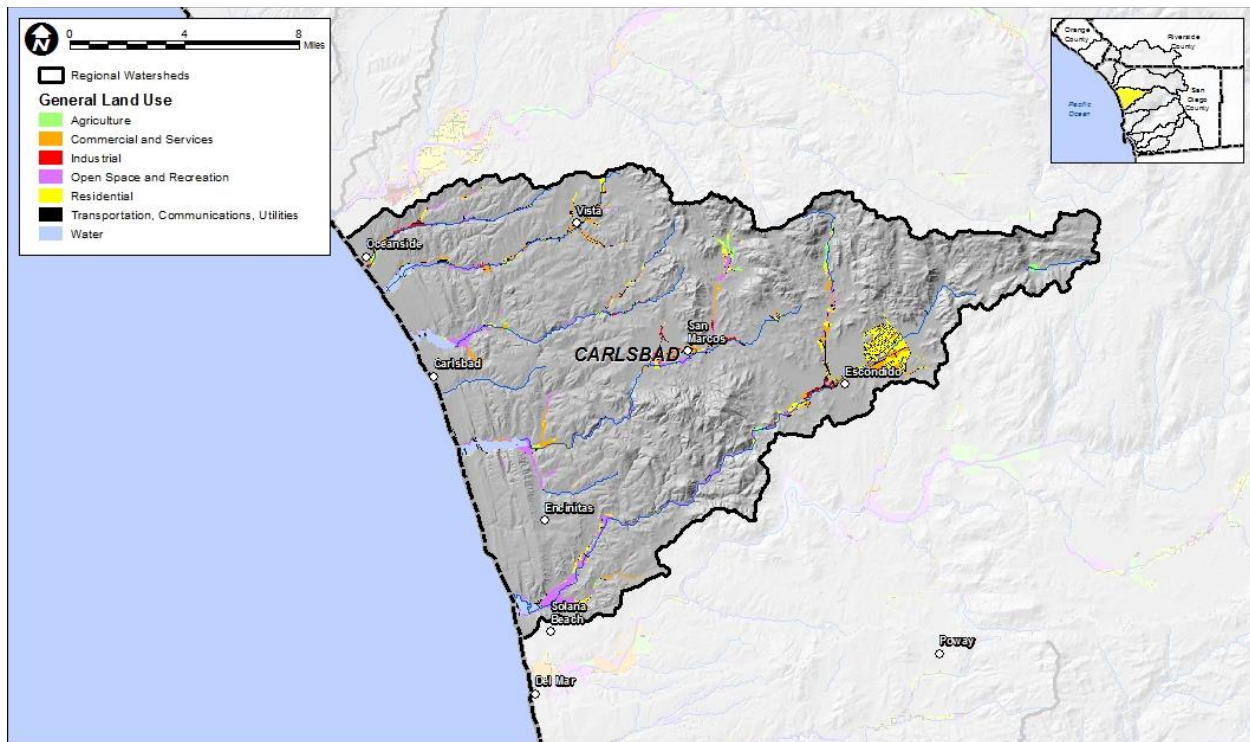 N
0 4 8
Miles
Regional Watersheds
General Land Use
Agriculture
Commercial and Services
Industrial
Open Space and Recreation
Residential
Transportation, Communications, Utilities
Water
Orange
County
Riverside
County
Pacific
Ocean
San
Diego
County
Vista
Oceanside
San
Marcos
CARLSBAD
Carlsbad
Escondido
Encinitas
Solana
Beach
Poway
Del Mar